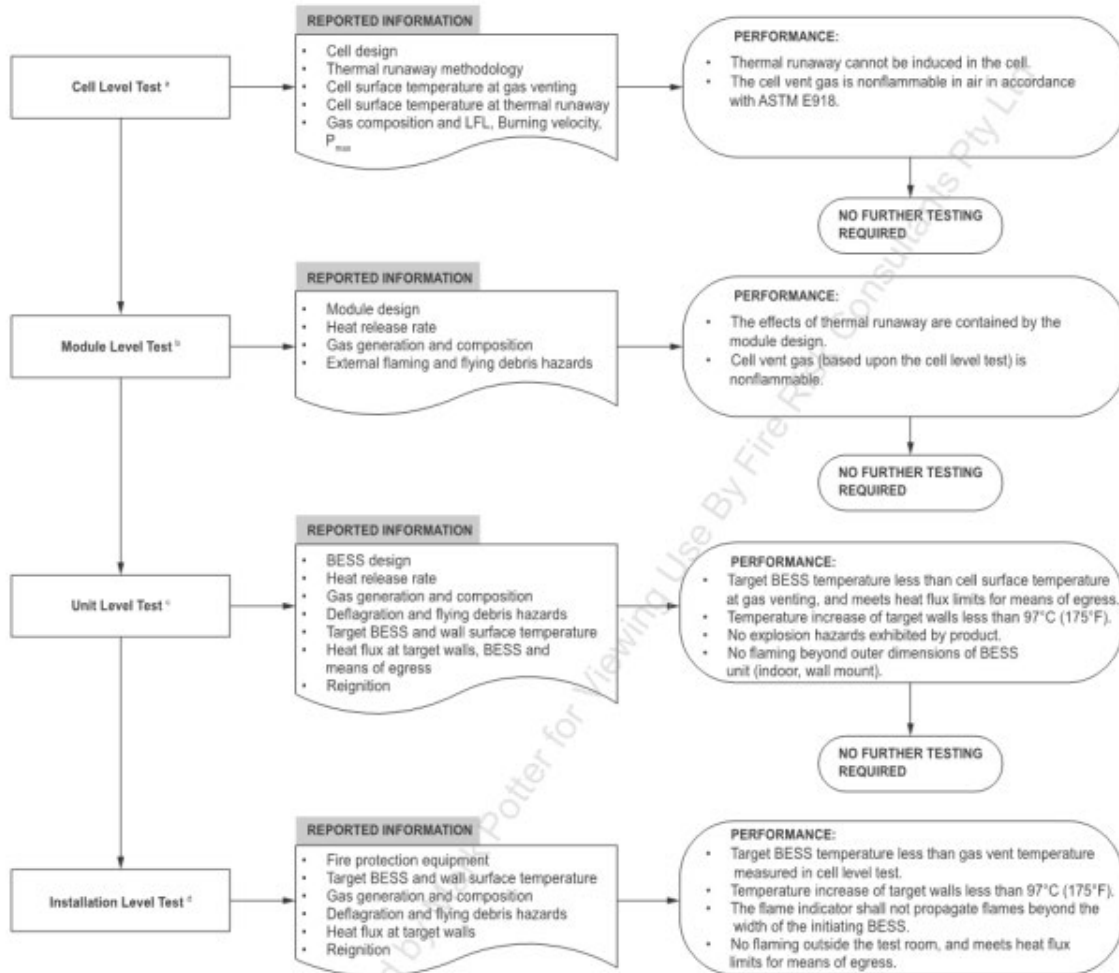 REPORTED INFORMATION
Cell Level Test a
• Cell design
• Thermal runaway methodology
• Cell surface temperature at gas venting
• Cell surface temperature at thermal runaway
• Gas composition and LFL, Burning velocity,
Pmax
PERFORMANCE:
• Thermal runaway cannot be induced in the cell.
• The cell vent gas is nonflammable in air in accordance
with ASTM E918.
NO FURTHER TESTING
REQUIRED
REPORTED INFORMATION
Module Level Test b
• Module design
• Heat release rate
• Gas generation and composition
• External flaming and flying debris hazards
PERFORMANCE:
• The effects of thermal runaway are contained by the
module design.
• Cell vent gas (based upon the cell level test) is
nonflammable.
NO FURTHER TESTING
REQUIRED
REPORTED INFORMATION
Unit Level Test c
• BESS design
• Heat release rate
• Gas generation and composition
• Deflagration and flying debris hazards
• Target BESS and wall surface temperature
• Heat flux at target walls, BESS and
means of egress
• Reignition
PERFORMANCE:
• Target BESS temperature less than cell surface temperature
at gas venting, and meets heat flux limits for means of egress.
• Temperature increase of target walls less than 97°C (175°F).
• No explosion hazards exhibited by product.
• No flaming beyond outer dimensions of BESS
unit (indoor, wall mount).
NO FURTHER TESTING
REQUIRED
REPORTED INFORMATION
Installation Level Test d
• Fire protection equipment
• Target BESS and wall surface temperature
• Gas generation and composition
• Deflagration and flying debris hazards
• Heat flux at target walls
• Reignition
PERFORMANCE:
• Target BESS temperature less than gas vent temperature
measured in cell level test.
• Temperature increase of target walls less than 97°C (175°F).
• The flame indicator shall not propagate flames beyond the
width of the initiating BESS.
• No flaming outside the test room, and meets heat flux
limits for means of egress.
Potter for Viewing Use By Fire Risk Consultants Pty Ltd